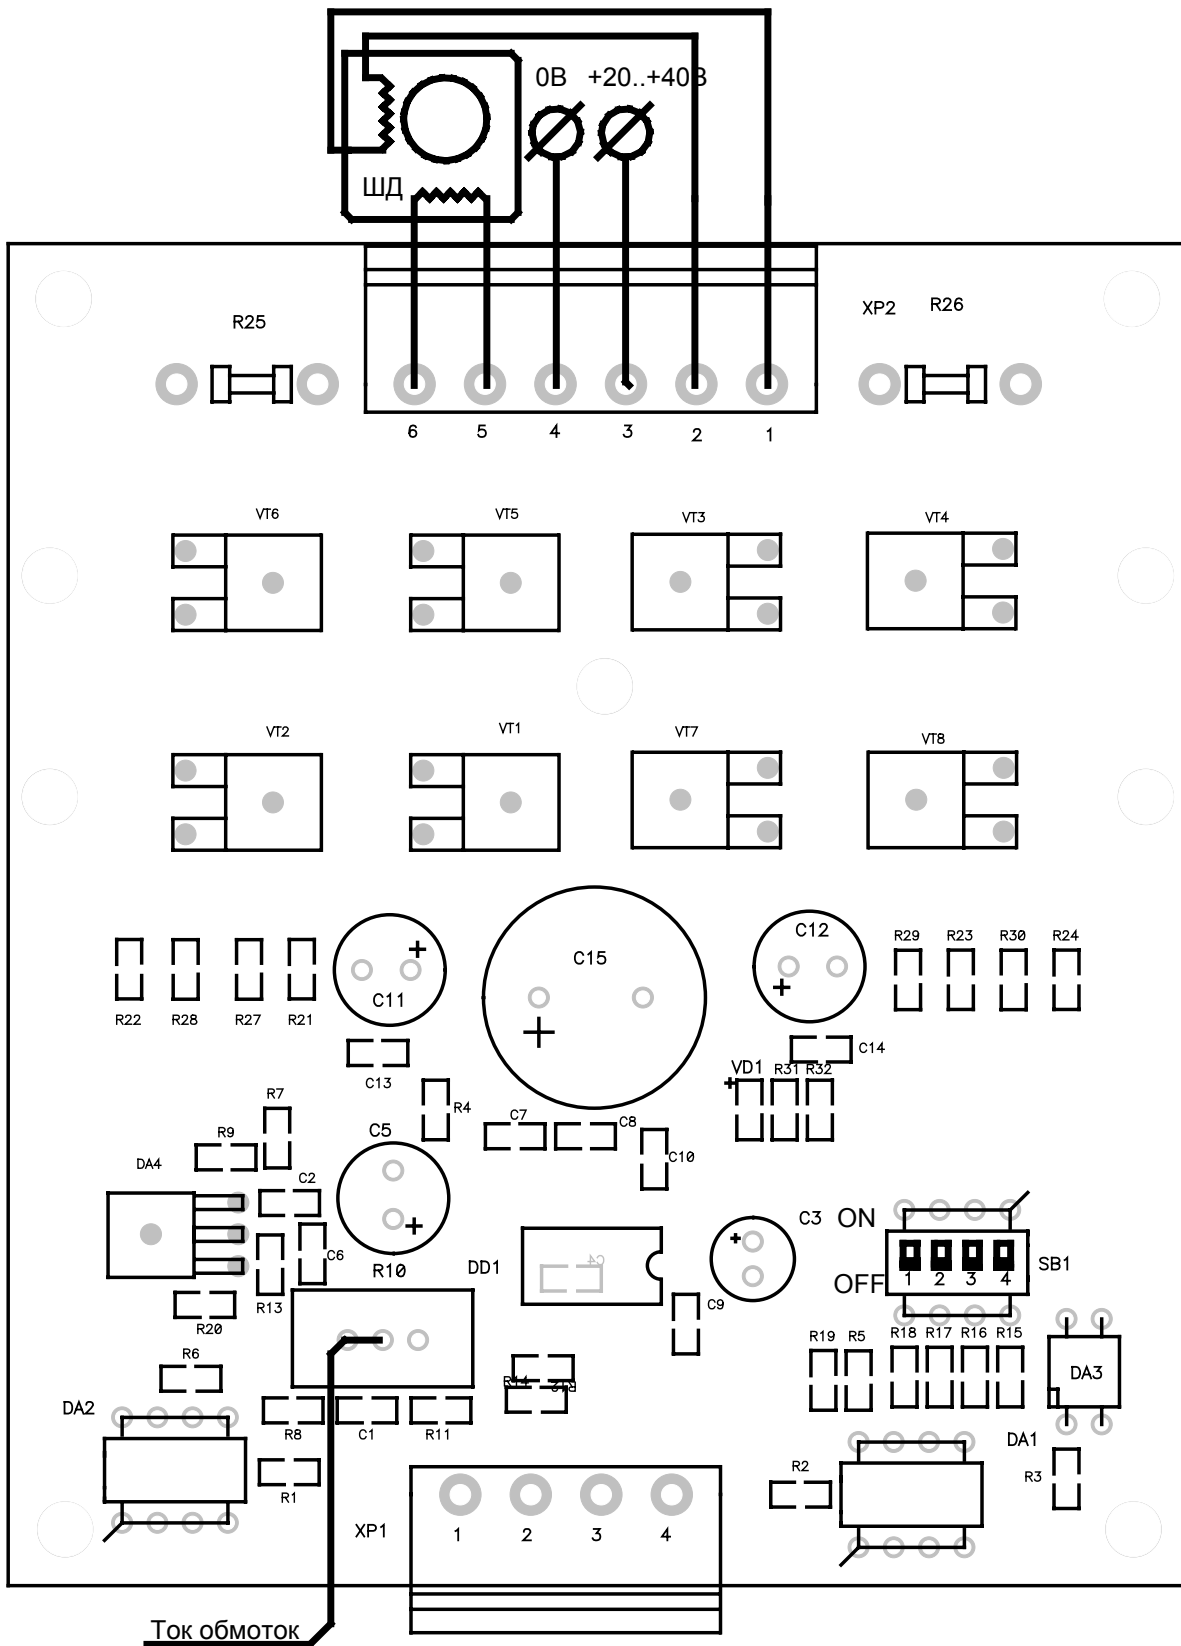 0В +20..+40В
ШД
R25
XP2 R26
6 5 4 3 2 1
VT6 VT5 VT3 VT4
VT2 VT1 VT7 VT8
C11 + C15 + C12 +
R29 R23 R30 R24
R22 R28 R27 R21
C13
C14
VD1 + R31 R32
R7 R4 C7 C8
R9 C5 + C10
DA4 C2
C6
R13
R10
DD1 C4
C3 +
ON
OFF
1 2 3 4
SB1
R20 C9
R6
R19 R5 R18 R17 R16 R15
DA3
R14 R12
DA2
R8 C1 R11
DA1
R1 R2 R3
XP1
1 2 3 4
Ток обмоток